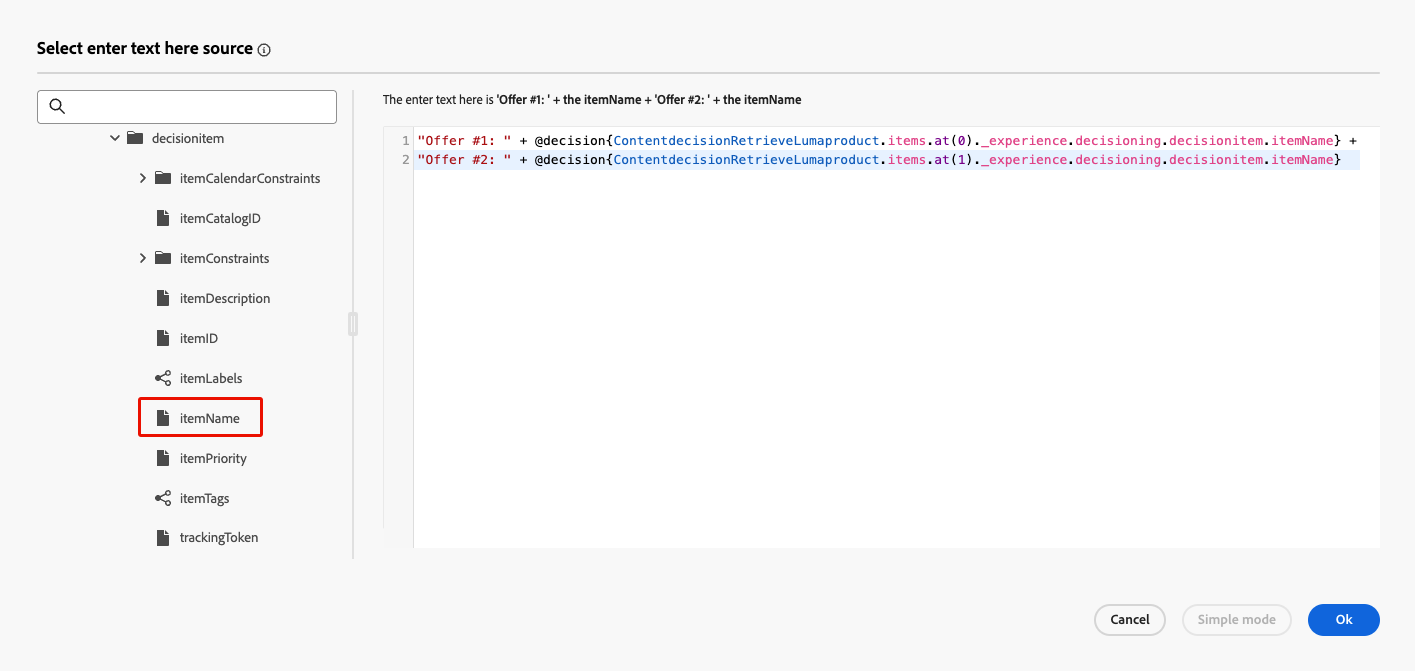 Select enter text here source
decisionitem
itemCalendarConstraints
itemCatalogID
itemConstraints
itemDescription
itemID
itemLabels
itemName
itemPriority
itemTags
trackingToken
The enter text here is 'Offer #1: ' + the itemName + 'Offer #2: ' + the itemName
1 "Offer #1: " + @decision{ContentdecisionRetrieveLumaproduct.items.at(0)._experience.decisioning.decisionitem.itemName} +
2 "Offer #2: " + @decision{ContentdecisionRetrieveLumaproduct.items.at(1)._experience.decisioning.decisionitem.itemName}
Cancel
Simple mode
Ok